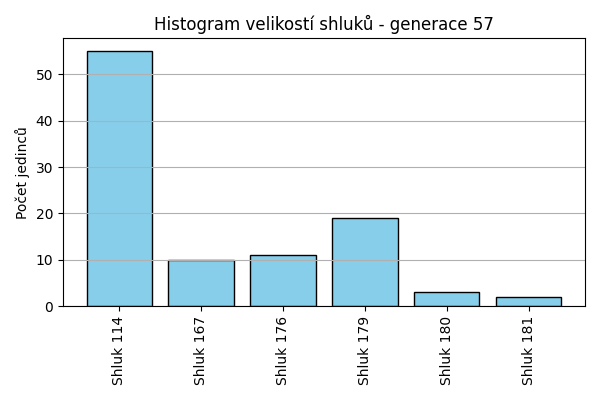 Histogram velikostí shluků - generace 57
Počet jedinců
50
40
30
20
10
0
Shluk 114
Shluk 167
Shluk 176
Shluk 179
Shluk 180
Shluk 181